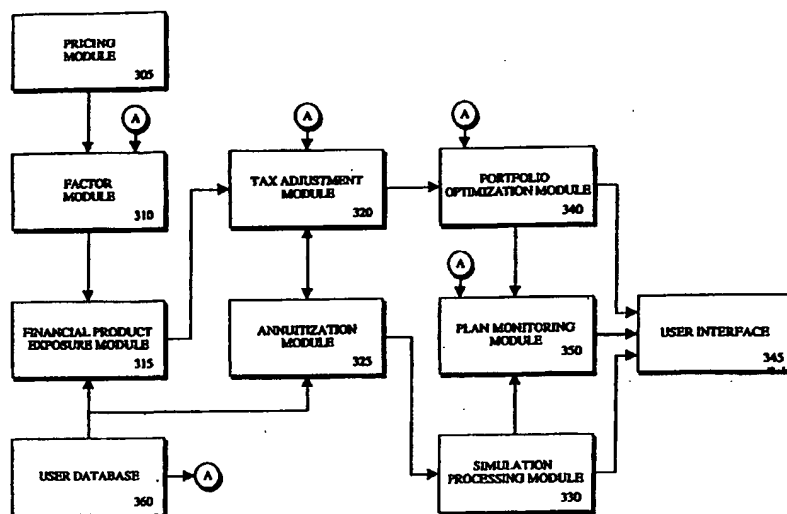 PRICING
MODULE
305
A
A
A
FACTOR
MODULE
310
TAX ADJUSTMENT
MODULE
320
PORTFOLIO
OPTIMIZATION MODULE
340
A
FINANCIAL PRODUCT
EXPOSURE MODULE
315
ANNUITIZATION
MODULE
325
PLAN MONITORING
MODULE
350
USER INTERFACE
345
USER DATABASE
360
A
SIMULATION
PROCESSING MODULE
330